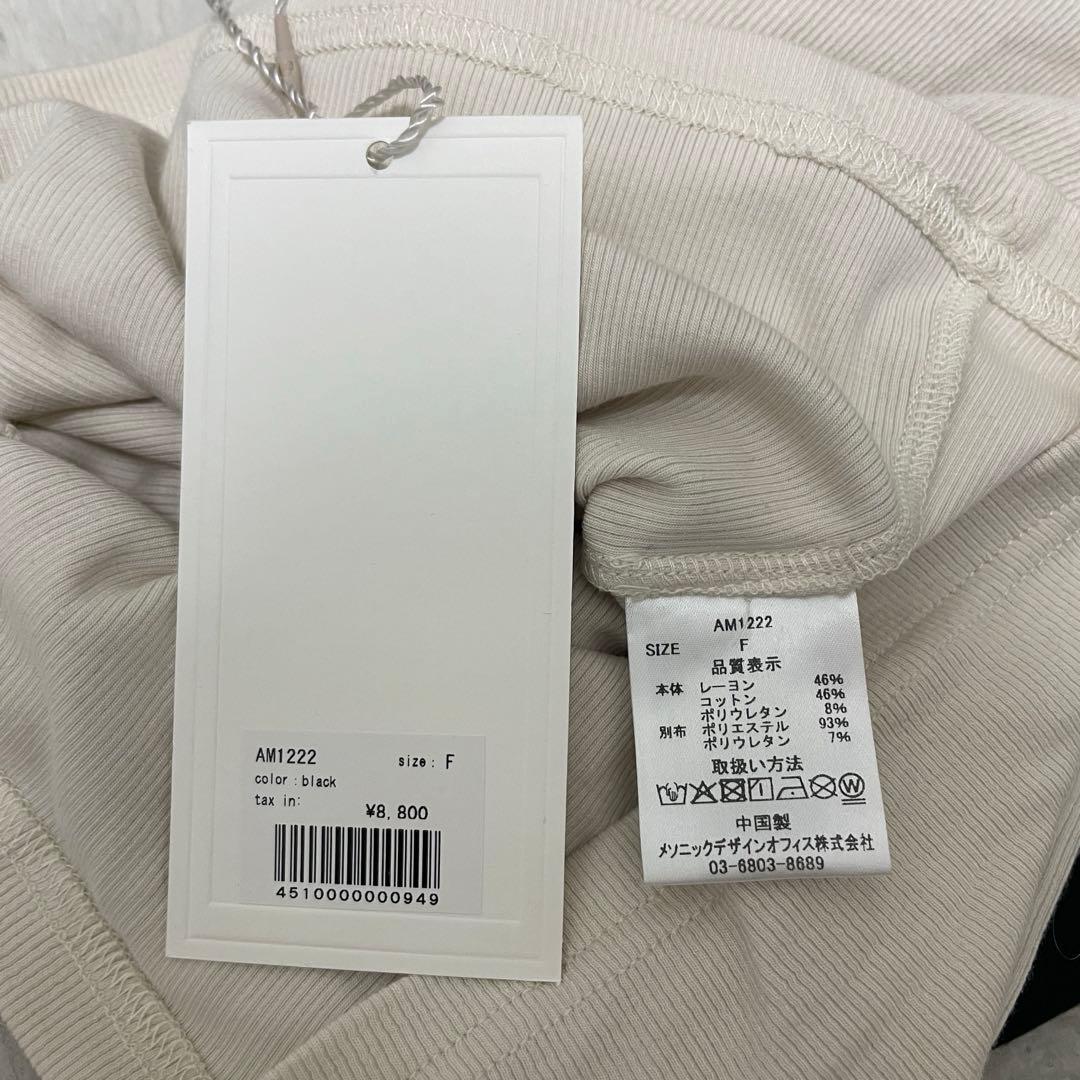 AM1222 size: F
color : black
tax in:
¥8,800
4510000000949
AM1222
SIZE F
品質表示
本体 レーヨン 46%
コットン 46%
ポリウレタン 8%
別布 ポリエステル 93%
ポリウレタン 7%
取扱い方法
W
中国製
メソニックデザインオフィス株式会社
03-6803-8689